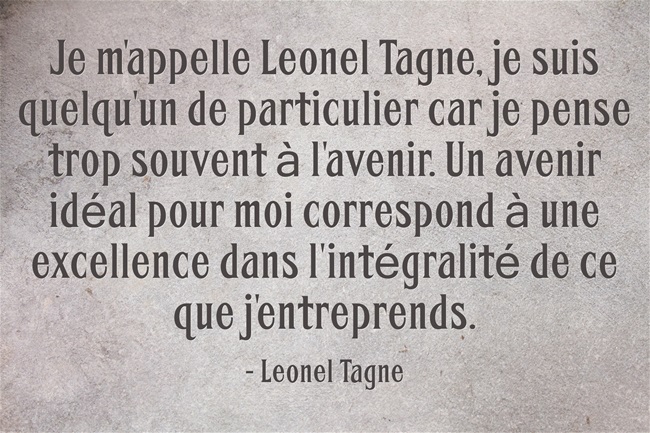 Je m'appelle Leonel Tagne, je suis
quelqu'un de particulier car je pense
trop souvent à l'avenir. Un avenir
idéal pour moi correspond à une
excellence dans l'intégralité de ce
que j'entreprends.
- Leonel Tagne